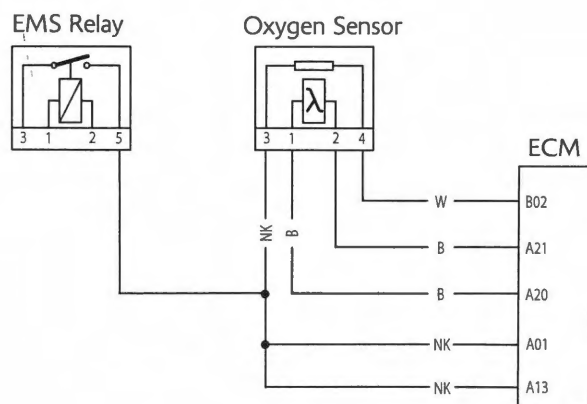 EMS Relay
Oxygen Sensor
3 1 2 5
3 1 2 4
λ
ECM
NK
B
W
B02
B
A21
B
A20
NK
A01
NK
A13